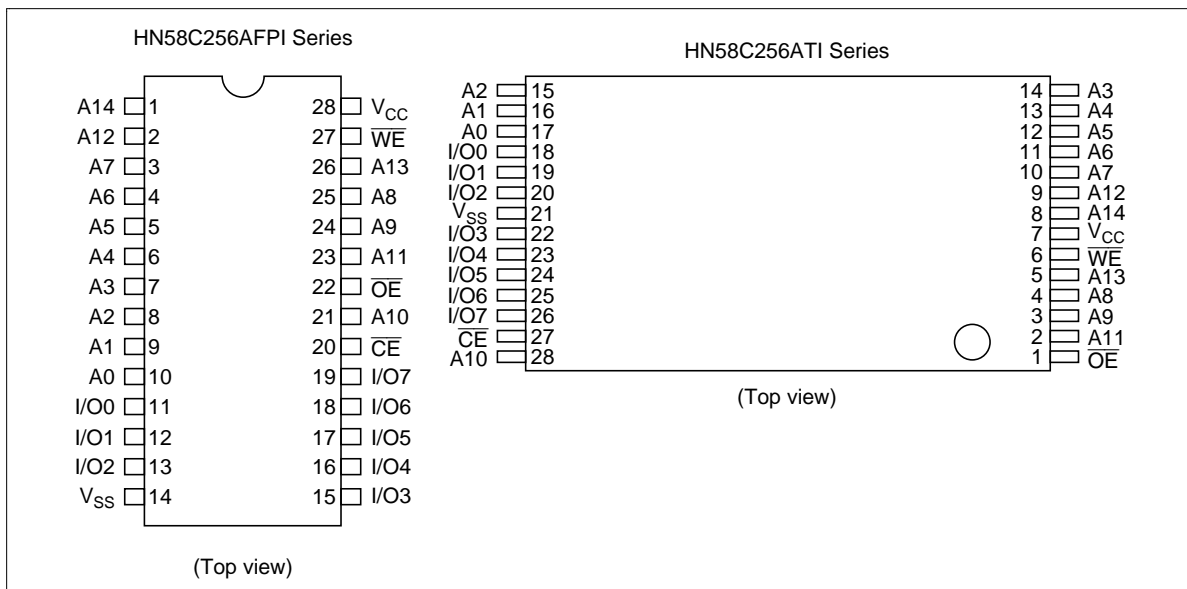 HN58C256AFPI Series
A14 1 28 VCC
A12 2 27 W̅E̅
A7 3 26 A13
A6 4 25 A8
A5 5 24 A9
A4 6 23 A11
A3 7 22 O̅E̅
A2 8 21 A10
A1 9 20 C̅E̅
A0 10 19 I/O7
I/O0 11 18 I/O6
I/O1 12 17 I/O5
I/O2 13 16 I/O4
VSS 14 15 I/O3
(Top view)
HN58C256ATI Series
A2 15 14 A3
A1 16 13 A4
A0 17 12 A5
I/O0 18 11 A6
I/O1 19 10 A7
I/O2 20 9 A12
VSS 21 8 A14
I/O3 22 7 VCC
I/O4 23 6 W̅E̅
I/O5 24 5 A13
I/O6 25 4 A8
I/O7 26 3 A9
C̅E̅ 27 2 A11
A10 28 1 O̅E̅
(Top view)